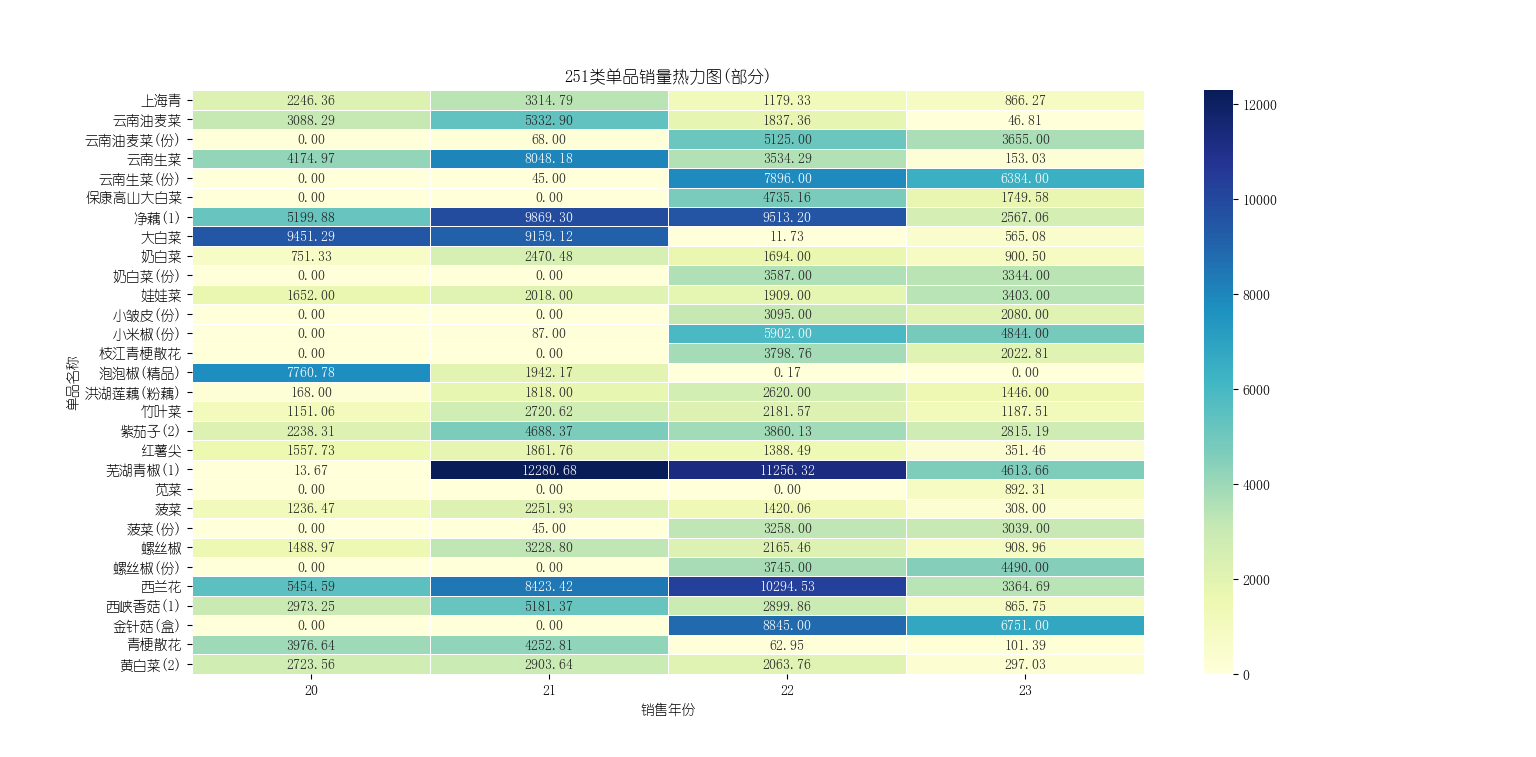 251类单品销量热力图(部分)
上海青 2246.36 3314.79 1179.33 866.27
云南油麦菜 3088.29 5332.90 1837.36 46.81
云南油麦菜(份) 0.00 68.00 5125.00 3655.00
云南生菜 4174.97 8048.18 3534.29 153.03
云南生菜(份) 0.00 45.00 7896.00 6384.00
保康高山大白菜 0.00 0.00 4735.16 1749.58
净藕(1) 5199.88 9869.30 9513.20 2567.06
大白菜 9451.29 9159.12 11.73 565.08
奶白菜 751.33 2470.48 1694.00 900.50
奶白菜(份) 0.00 0.00 3587.00 3344.00
娃娃菜 1652.00 2018.00 1909.00 3403.00
小皱皮(份) 0.00 0.00 3095.00 2080.00
小米椒(份) 0.00 87.00 5902.00 4844.00
枝江青梗散花 0.00 0.00 3798.76 2022.81
泡泡椒(精品) 7760.78 1942.17 0.17 0.00
洪湖莲藕(粉藕) 168.00 1818.00 2620.00 1446.00
竹叶菜 1151.06 2720.62 2181.57 1187.51
紫茄子(2) 2238.31 4688.37 3860.13 2815.19
红薯尖 1557.73 1861.76 1388.49 351.46
芜湖青椒(1) 13.67 12280.68 11256.32 4613.66
苋菜 0.00 0.00 0.00 892.31
菠菜 1236.47 2251.93 1420.06 308.00
菠菜(份) 0.00 45.00 3258.00 3039.00
螺丝椒 1488.97 3228.80 2165.46 908.96
螺丝椒(份) 0.00 0.00 3745.00 4490.00
西兰花 5454.59 8423.42 10294.53 3364.69
西峡香菇(1) 2973.25 5181.37 2899.86 865.75
金针菇(盒) 0.00 0.00 8845.00 6751.00
青梗散花 3976.64 4252.81 62.95 101.39
黄白菜(2) 2723.56 2903.64 2063.76 297.03
20 21 22 23
销售年份
单品名称
12000
10000
8000
6000
4000
2000
0